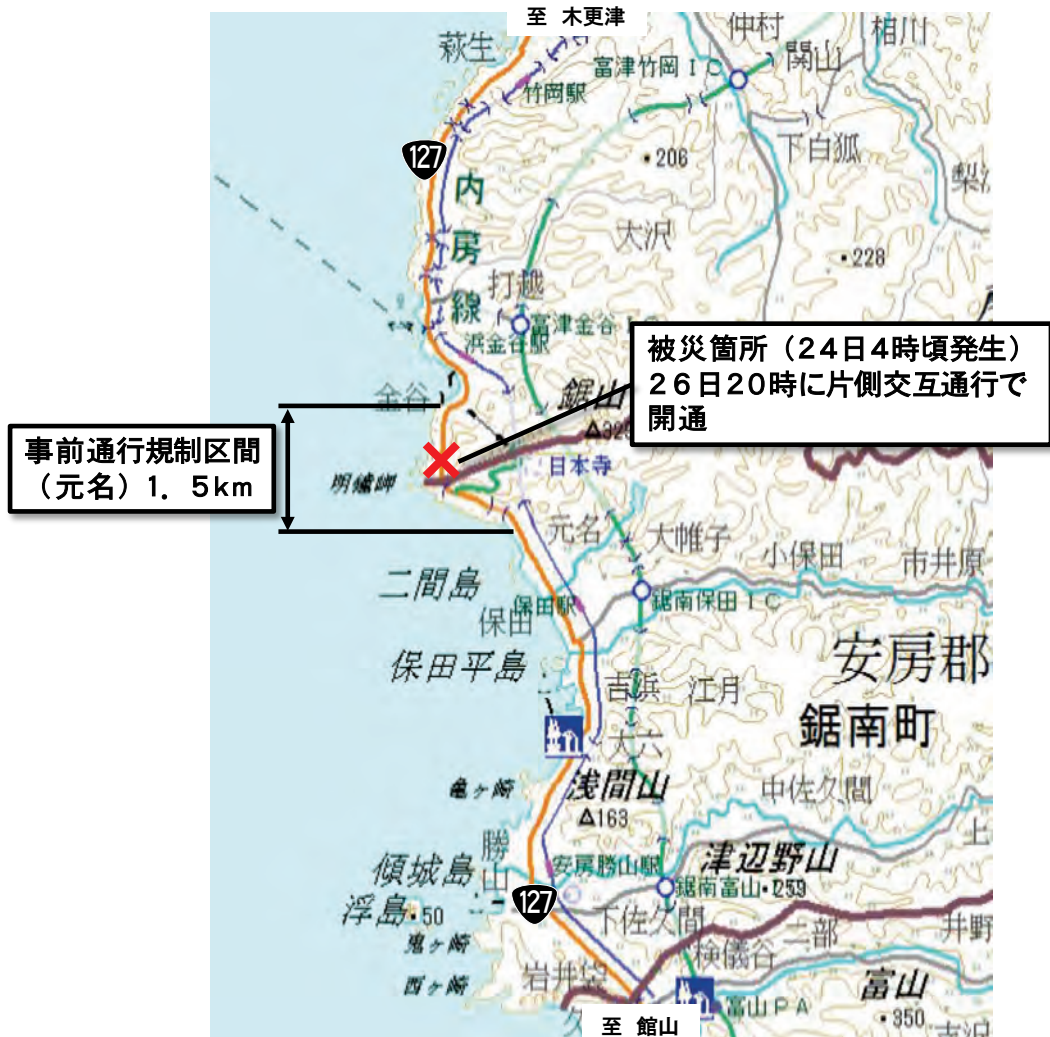 至 木更津
萩生
仲村
相川
関山
富津竹岡IC
竹岡駅
下白狐
127
・206
内房線
大沢
・228
打越
富津金谷I
浜金谷駅
被災箇所（24日4時頃発生）
26日20時に片側交互通行で
開通
金谷
鋸山
事前通行規制区間
（元名）1．5km
日本寺
明鐘岬
元名
大帷子
小保田
市井原
二間島
保田駅
鋸南保田IC
保田
保田平島
安房郡
吉浜
江月
鋸南町
大六
亀ヶ崎
浅間山
△163
中佐久間
上
勝山
傾城島
安房勝山駅
津辺野山
鋸南富山
浮島
・50
127
下佐久間
二部
井野
鬼ヶ崎
検儀谷
西ヶ崎
岩井袋
富山
富山PA
・350
至 館山